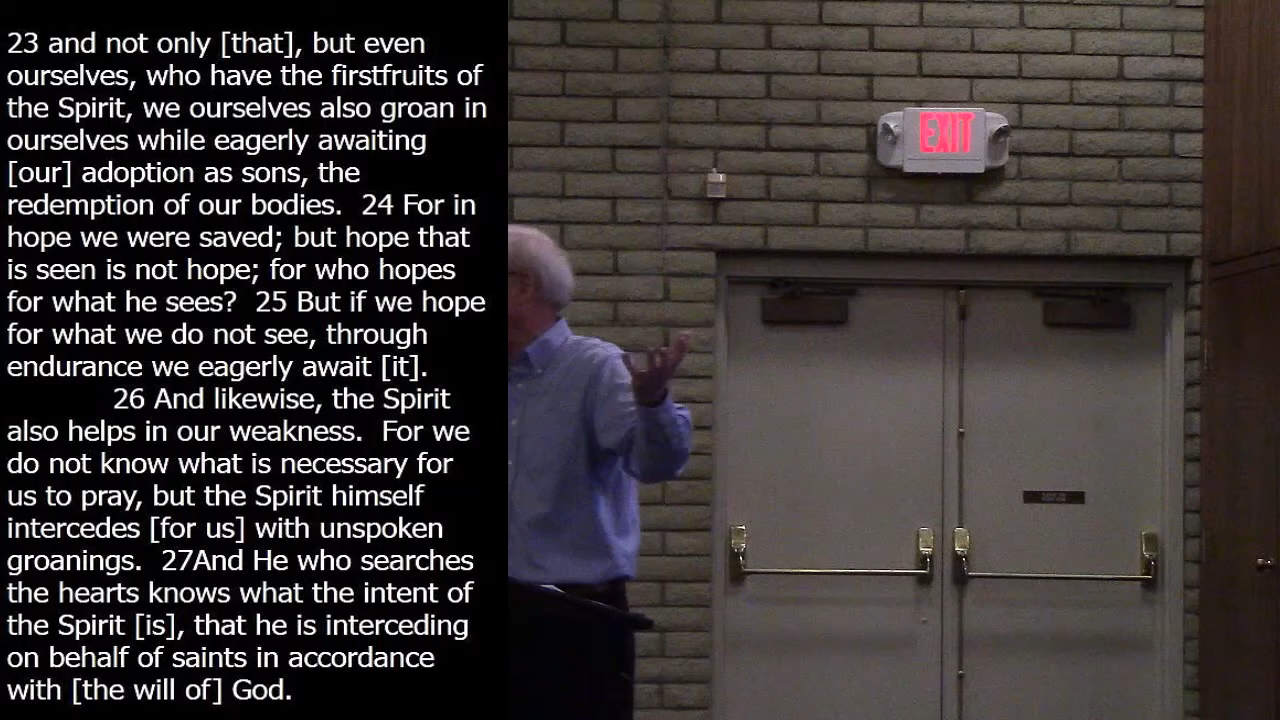 23 and not only [that], but even
ourselves, who have the firstfruits of
the Spirit, we ourselves also groan in
ourselves while eagerly awaiting
[our] adoption as sons, the
redemption of our bodies.  24 For in
hope we were saved; but hope that
is seen is not hope; for who hopes
for what he sees?  25 But if we hope
for what we do not see, through
endurance we eagerly await [it].
26 And likewise, the Spirit
also helps in our weakness.  For we
do not know what is necessary for
us to pray, but the Spirit himself
intercedes [for us] with unspoken
groanings.  27And He who searches
the hearts knows what the intent of
the Spirit [is], that he is interceding
on behalf of saints in accordance
with [the will of] God.
EXIT